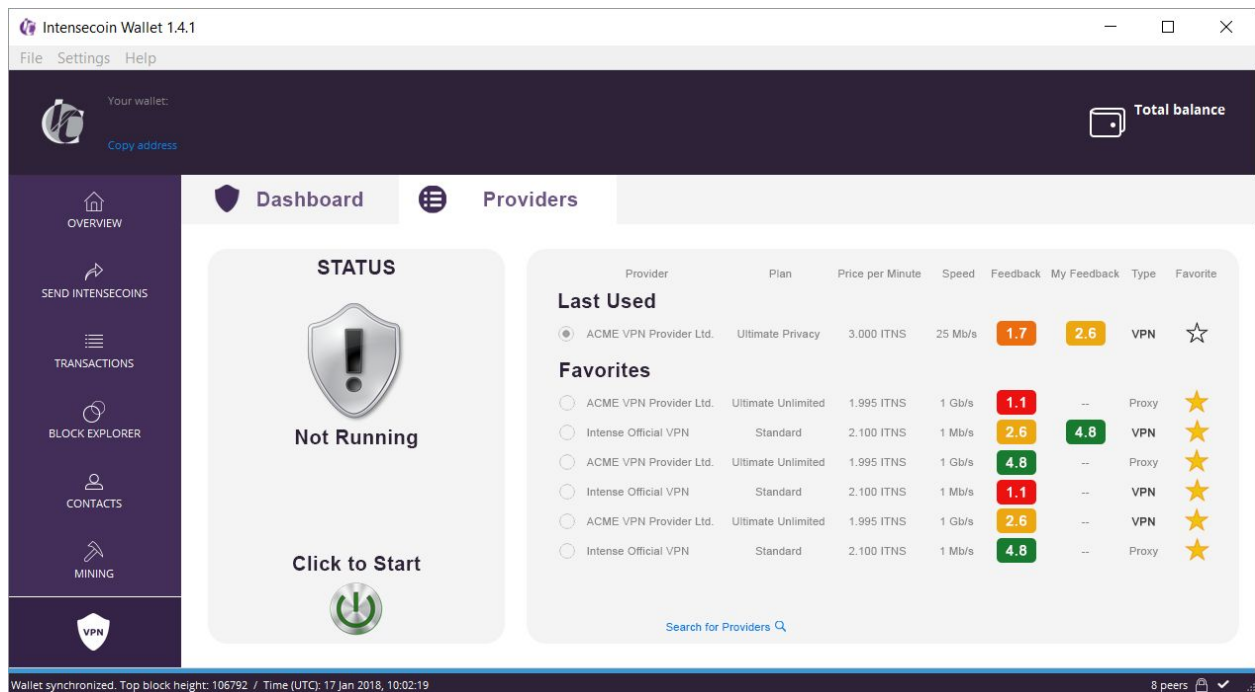 Intensecoin Wallet 1.4.1
File Settings Help
Your wallet:
Copy address
Total balance
OVERVIEW
SEND INTENSECOINS
TRANSACTIONS
BLOCK EXPLORER
CONTACTS
MINING
VPN
Dashboard Providers
STATUS
Not Running
Click to Start
Provider Plan Price per Minute Speed Feedback My Feedback Type Favorite
Last Used
ACME VPN Provider Ltd. Ultimate Privacy 3.000 ITNS 25 Mb/s 1.7 2.6 VPN
Favorites
ACME VPN Provider Ltd. Ultimate Unlimited 1.995 ITNS 1 Gb/s 1.1 -- Proxy
Intense Official VPN Standard 2.100 ITNS 1 Mb/s 2.6 4.8 VPN
ACME VPN Provider Ltd. Ultimate Unlimited 1.995 ITNS 1 Gb/s 4.8 -- Proxy
Intense Official VPN Standard 2.100 ITNS 1 Mb/s 1.1 -- VPN
ACME VPN Provider Ltd. Ultimate Unlimited 1.995 ITNS 1 Gb/s 2.6 -- VPN
Intense Official VPN Standard 2.100 ITNS 1 Mb/s 4.8 -- Proxy
Search for Providers
Wallet synchronized. Top block height: 106792 / Time (UTC): 17 Jan 2018, 10:02:19 8 peers